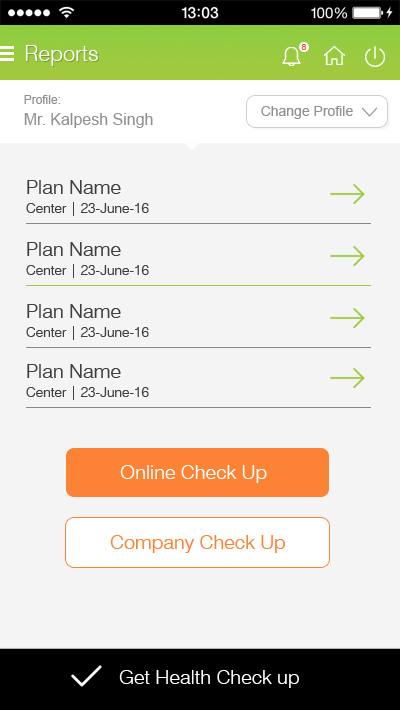 13:03
100%
Reports
8
Profile:
Mr. Kalpesh Singh
Change Profile
Plan Name
Center | 23-June-16
Plan Name
Center | 23-June-16
Plan Name
Center | 23-June-16
Plan Name
Center | 23-June-16
Online Check Up
Company Check Up
Get Health Check up